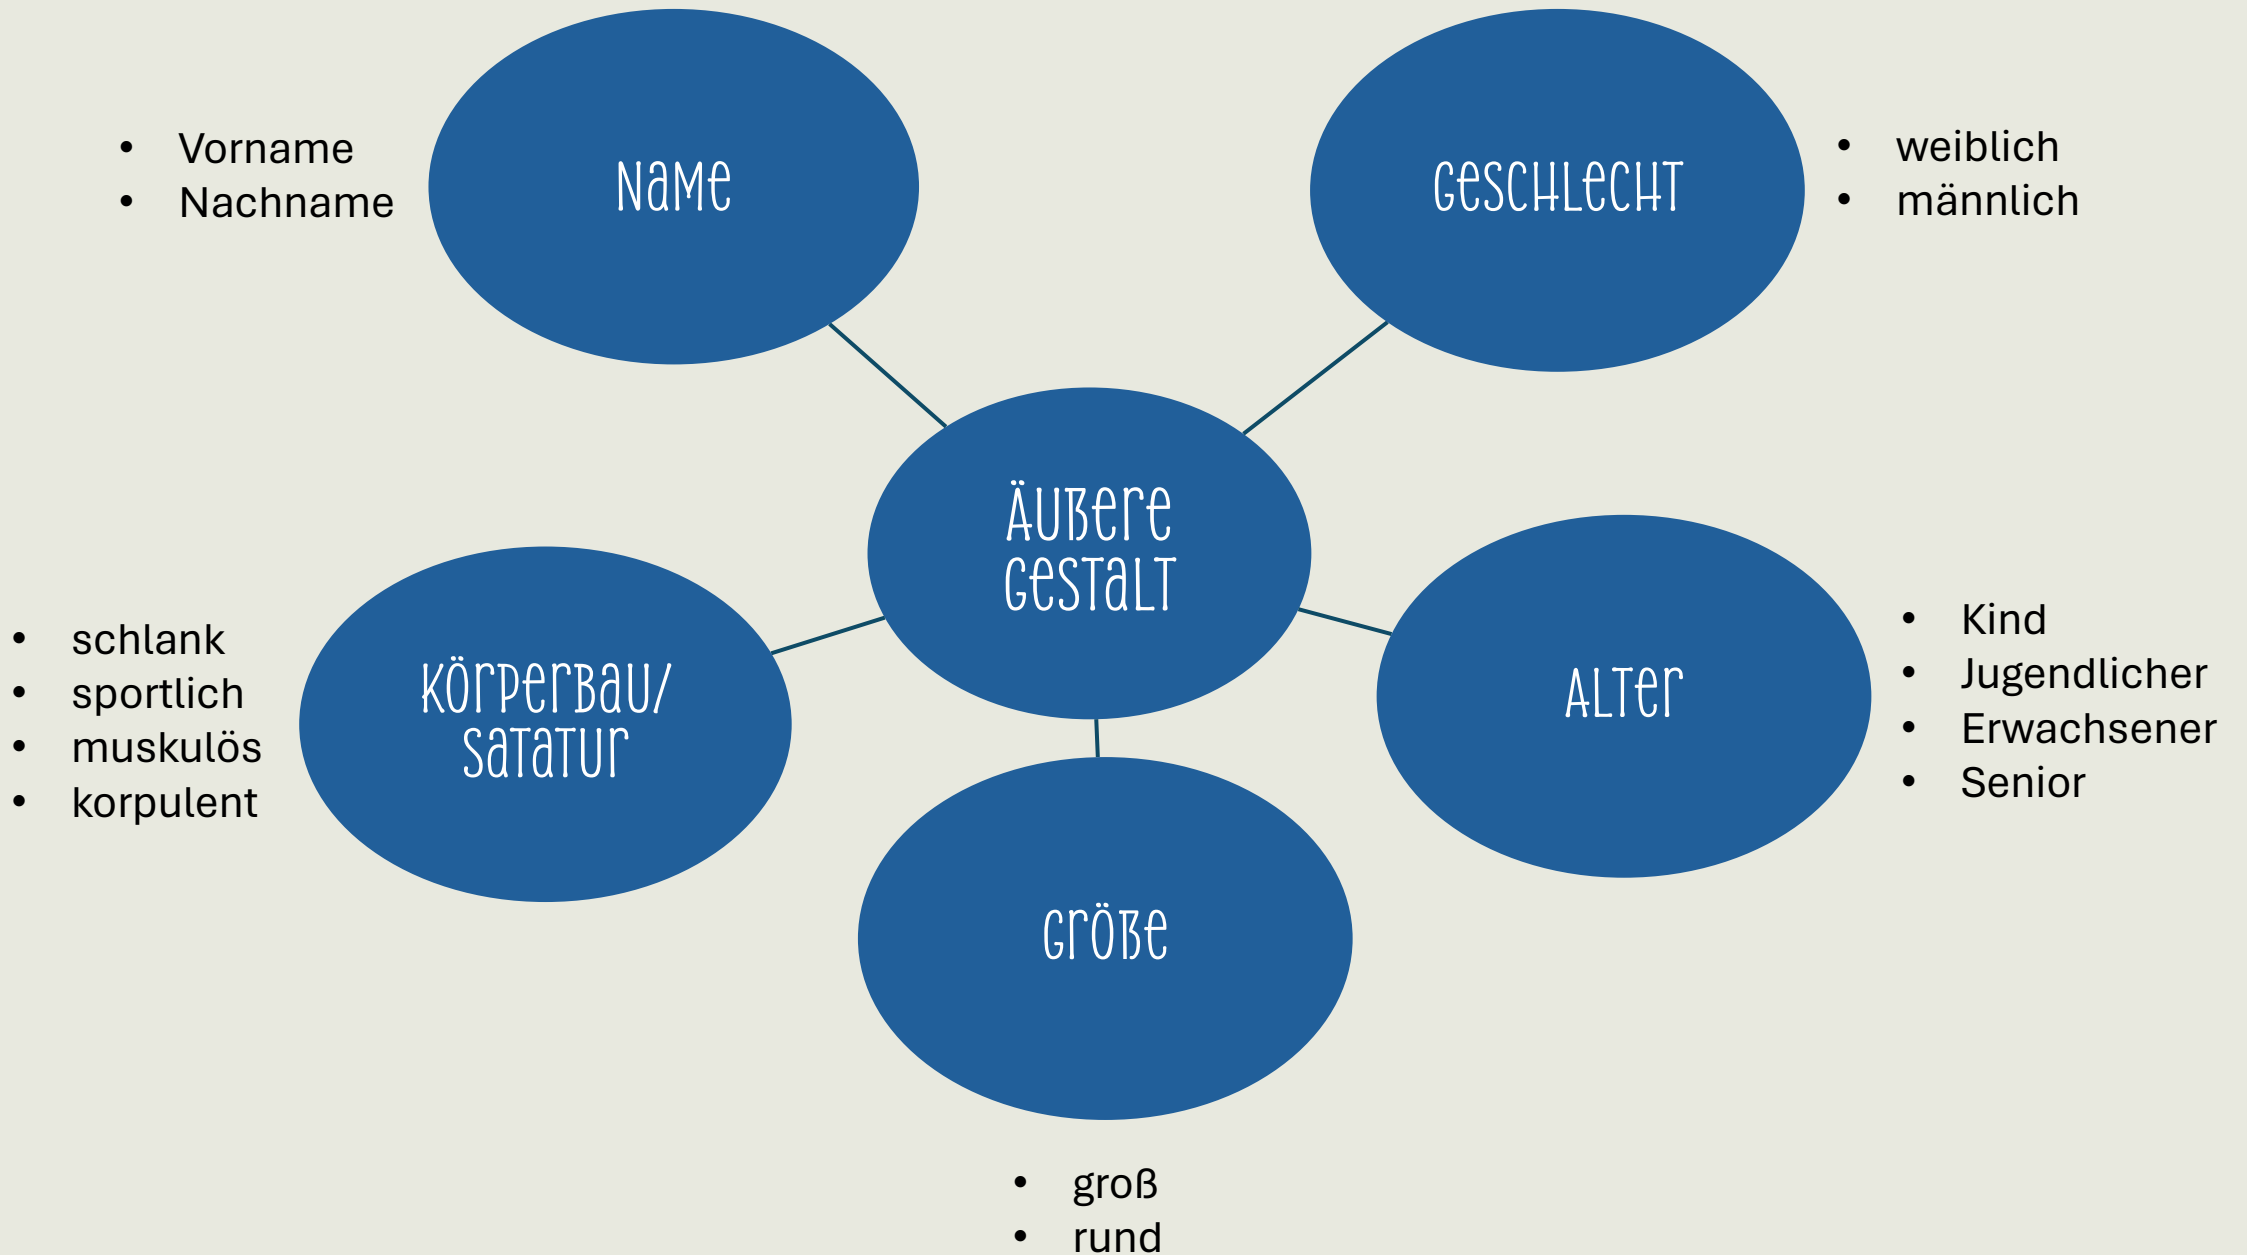 • Vorname
• Nachname
Name
Geschlecht
• weiblich
• männlich
Äußere
Gestalt
• schlank
• sportlich
• muskulös
• korpulent
Körperbau/
Satatur
Alter
• Kind
• Jugendlicher
• Erwachsener
• Senior
Größe
• groß
• rund